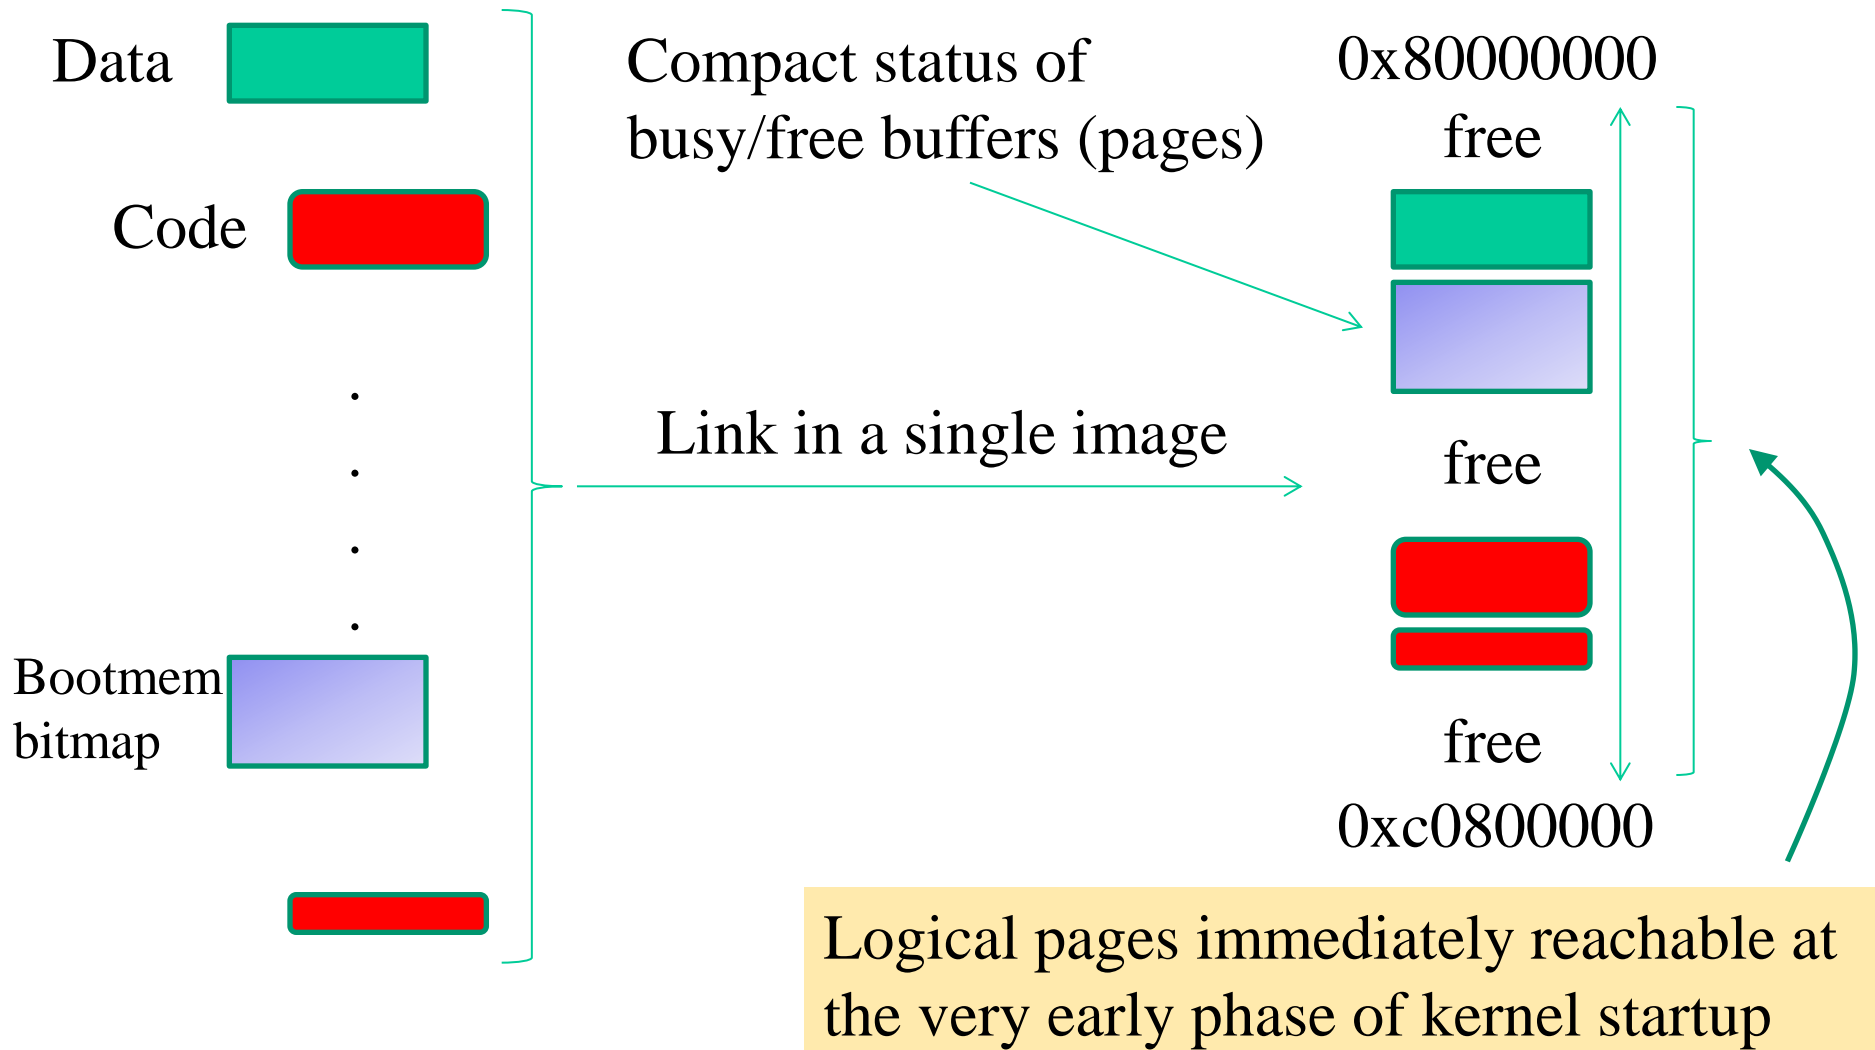 Data
Code
.
.
.
.
Bootmem
bitmap
Compact status of
busy/free buffers (pages)
Link in a single image
0x80000000
free
free
free
0xc0800000
Logical pages immediately reachable at
the very early phase of kernel startup